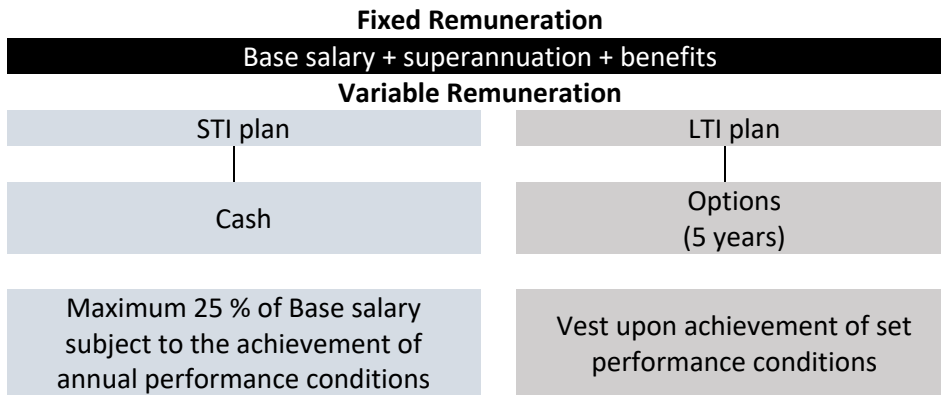 Fixed Remuneration
Base salary + superannuation + benefits
Variable Remuneration
STI plan
LTI plan
Cash
Options
(5 years)
Maximum 25 % of Base salary
subject to the achievement of
annual performance conditions
Vest upon achievement of set
performance conditions